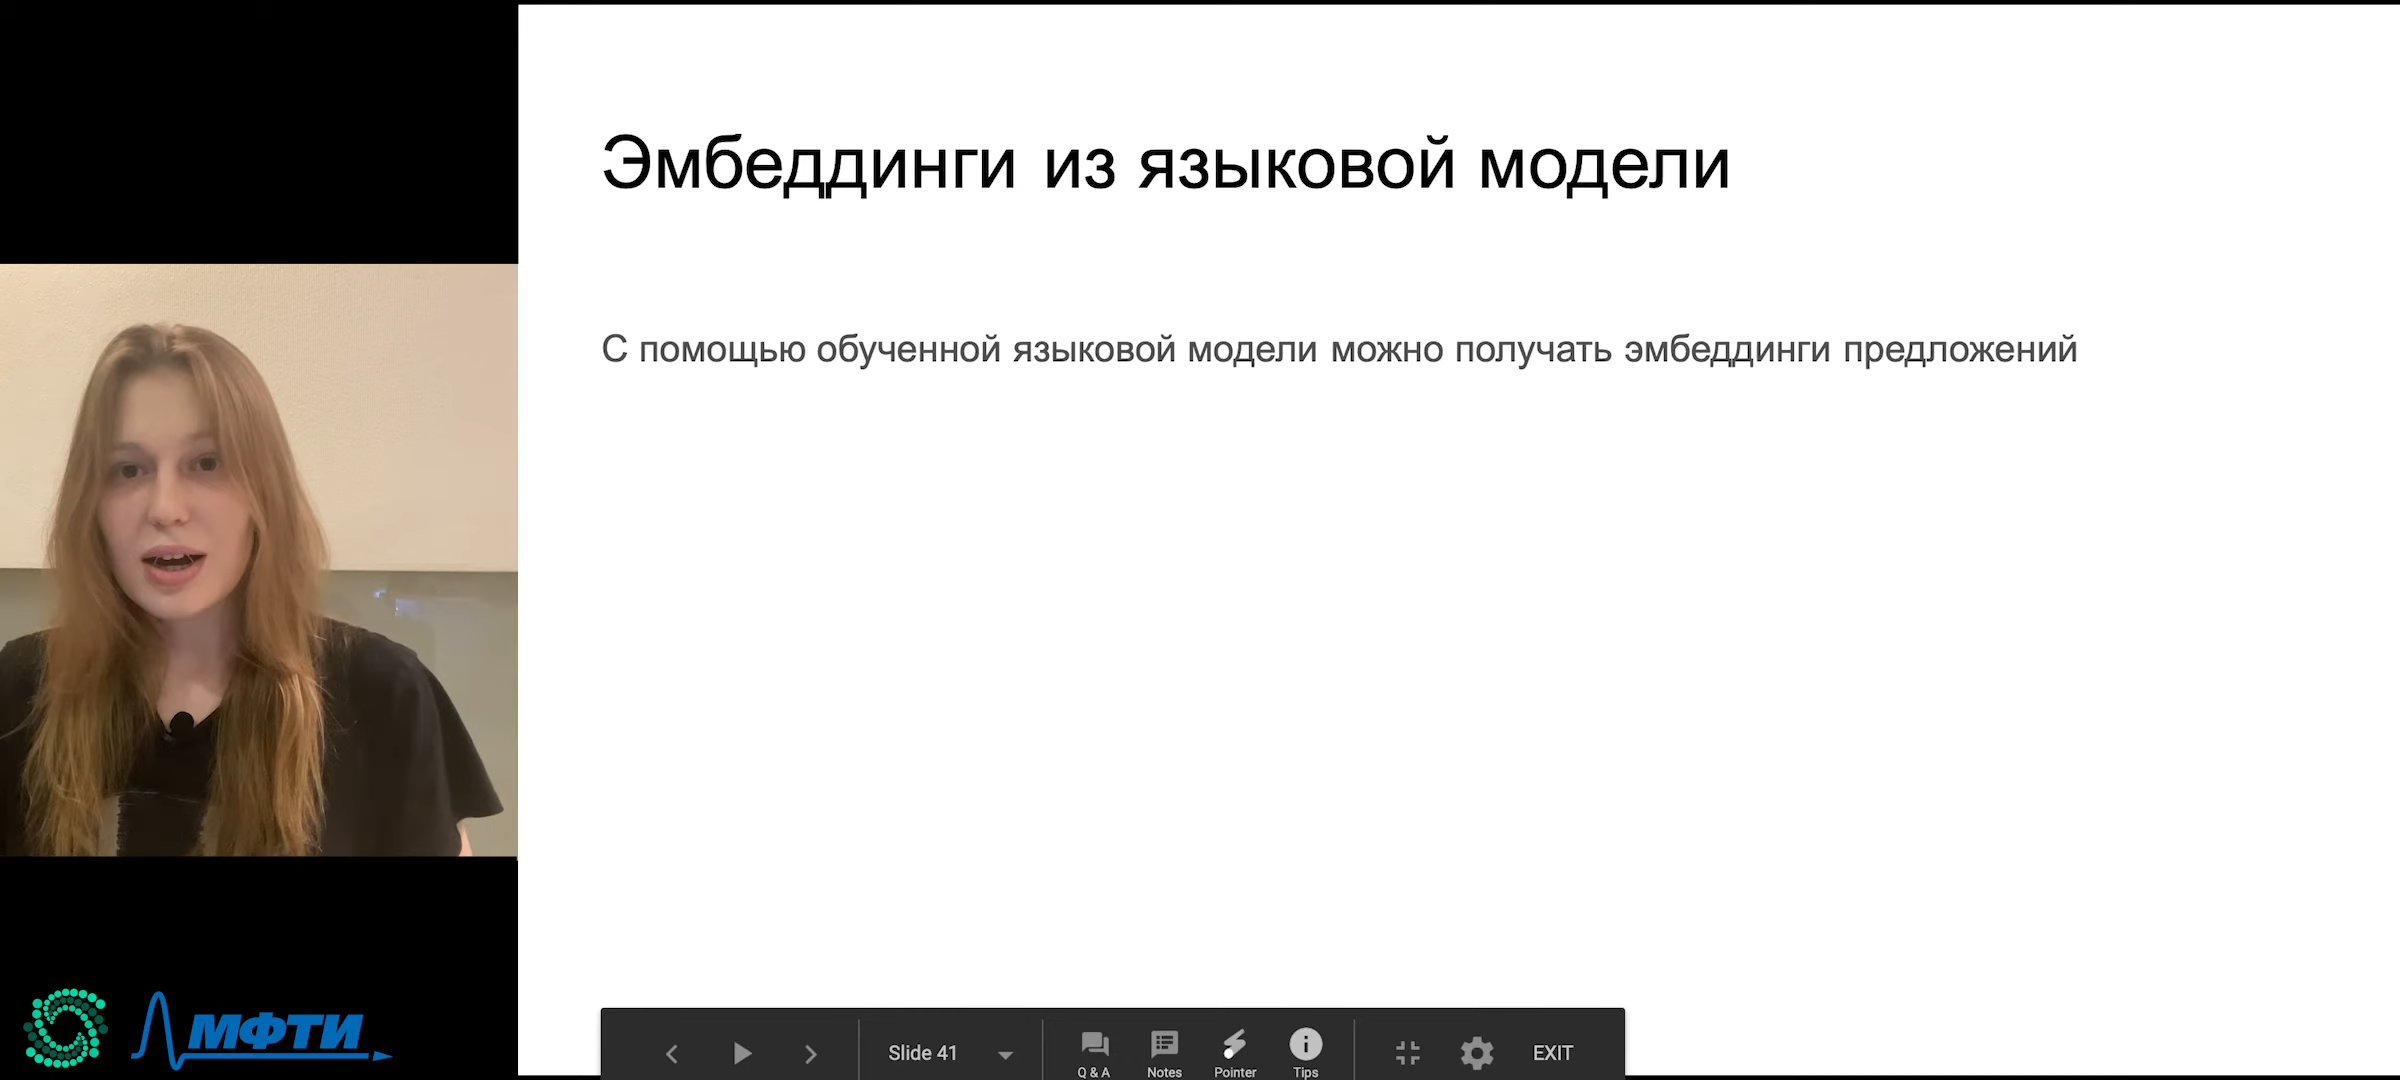 Эмбеддинги из языковой модели
С помощью обученной языковой модели можно получать эмбеддинги предложений
МФТИ
Slide 41
Q & A
Notes
Pointer
Tips
EXIT